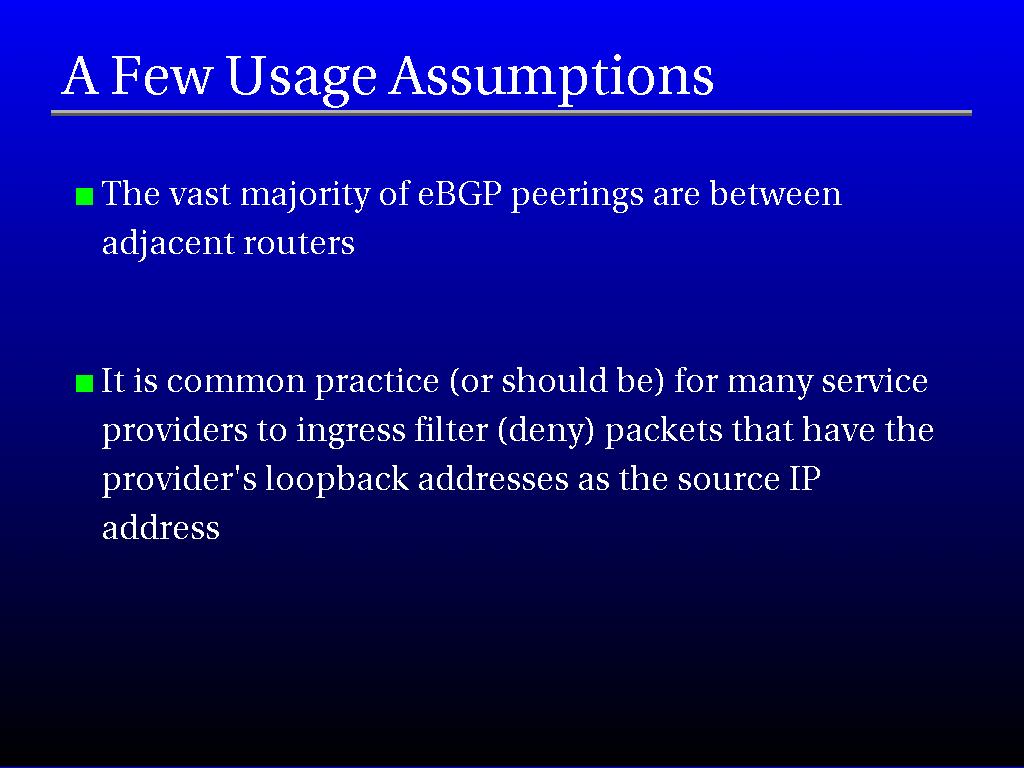 A Few Usage Assumptions
The vast majority of eBGP peerings are between
adjacent routers
It is common practice (or should be) for many service
providers to ingress filter (deny) packets that have the
provider's loopback addresses as the source IP
address